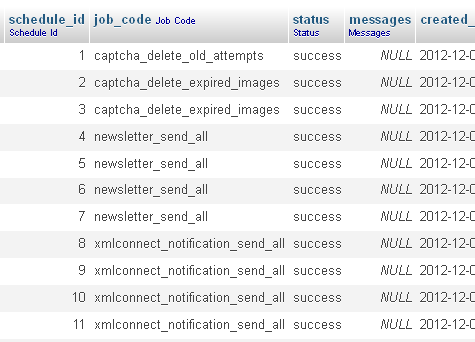 schedule_id job_code Job Code status messages created_
Schedule Id Status Messages
1 captcha_delete_old_attempts success NULL 2012-12-0
2 captcha_delete_expired_images success NULL 2012-12-0
3 captcha_delete_expired_images success NULL 2012-12-0
4 newsletter_send_all success NULL 2012-12-0
5 newsletter_send_all success NULL 2012-12-0
6 newsletter_send_all success NULL 2012-12-0
7 newsletter_send_all success NULL 2012-12-0
8 xmlconnect_notification_send_all success NULL 2012-12-0
9 xmlconnect_notification_send_all success NULL 2012-12-0
10 xmlconnect_notification_send_all success NULL 2012-12-0
11 xmlconnect_notification_send_all success NULL 2012-12-0